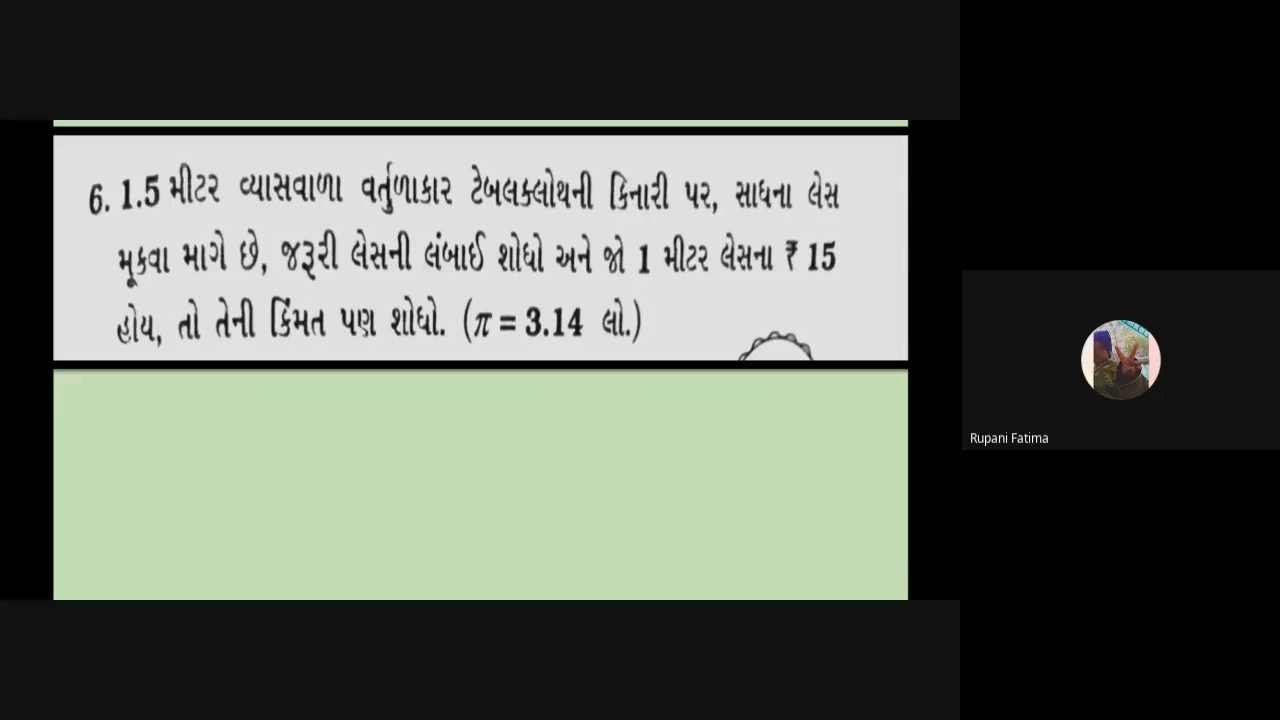 6. 1.5 મીટર વ્યાસવાળા વર્તુળાકાર ટેબલક્લોથની કિનારી પર, સાધના લેસ
મૂકવા માગે છે, જરૂરી લેસની લંબાઈ શોધો અને જો 1 મીટર લેસના ₹ 15
હોય, તો તેની કિંમત પણ શોધો. (π = 3.14 લો.)
Rupani Fatima